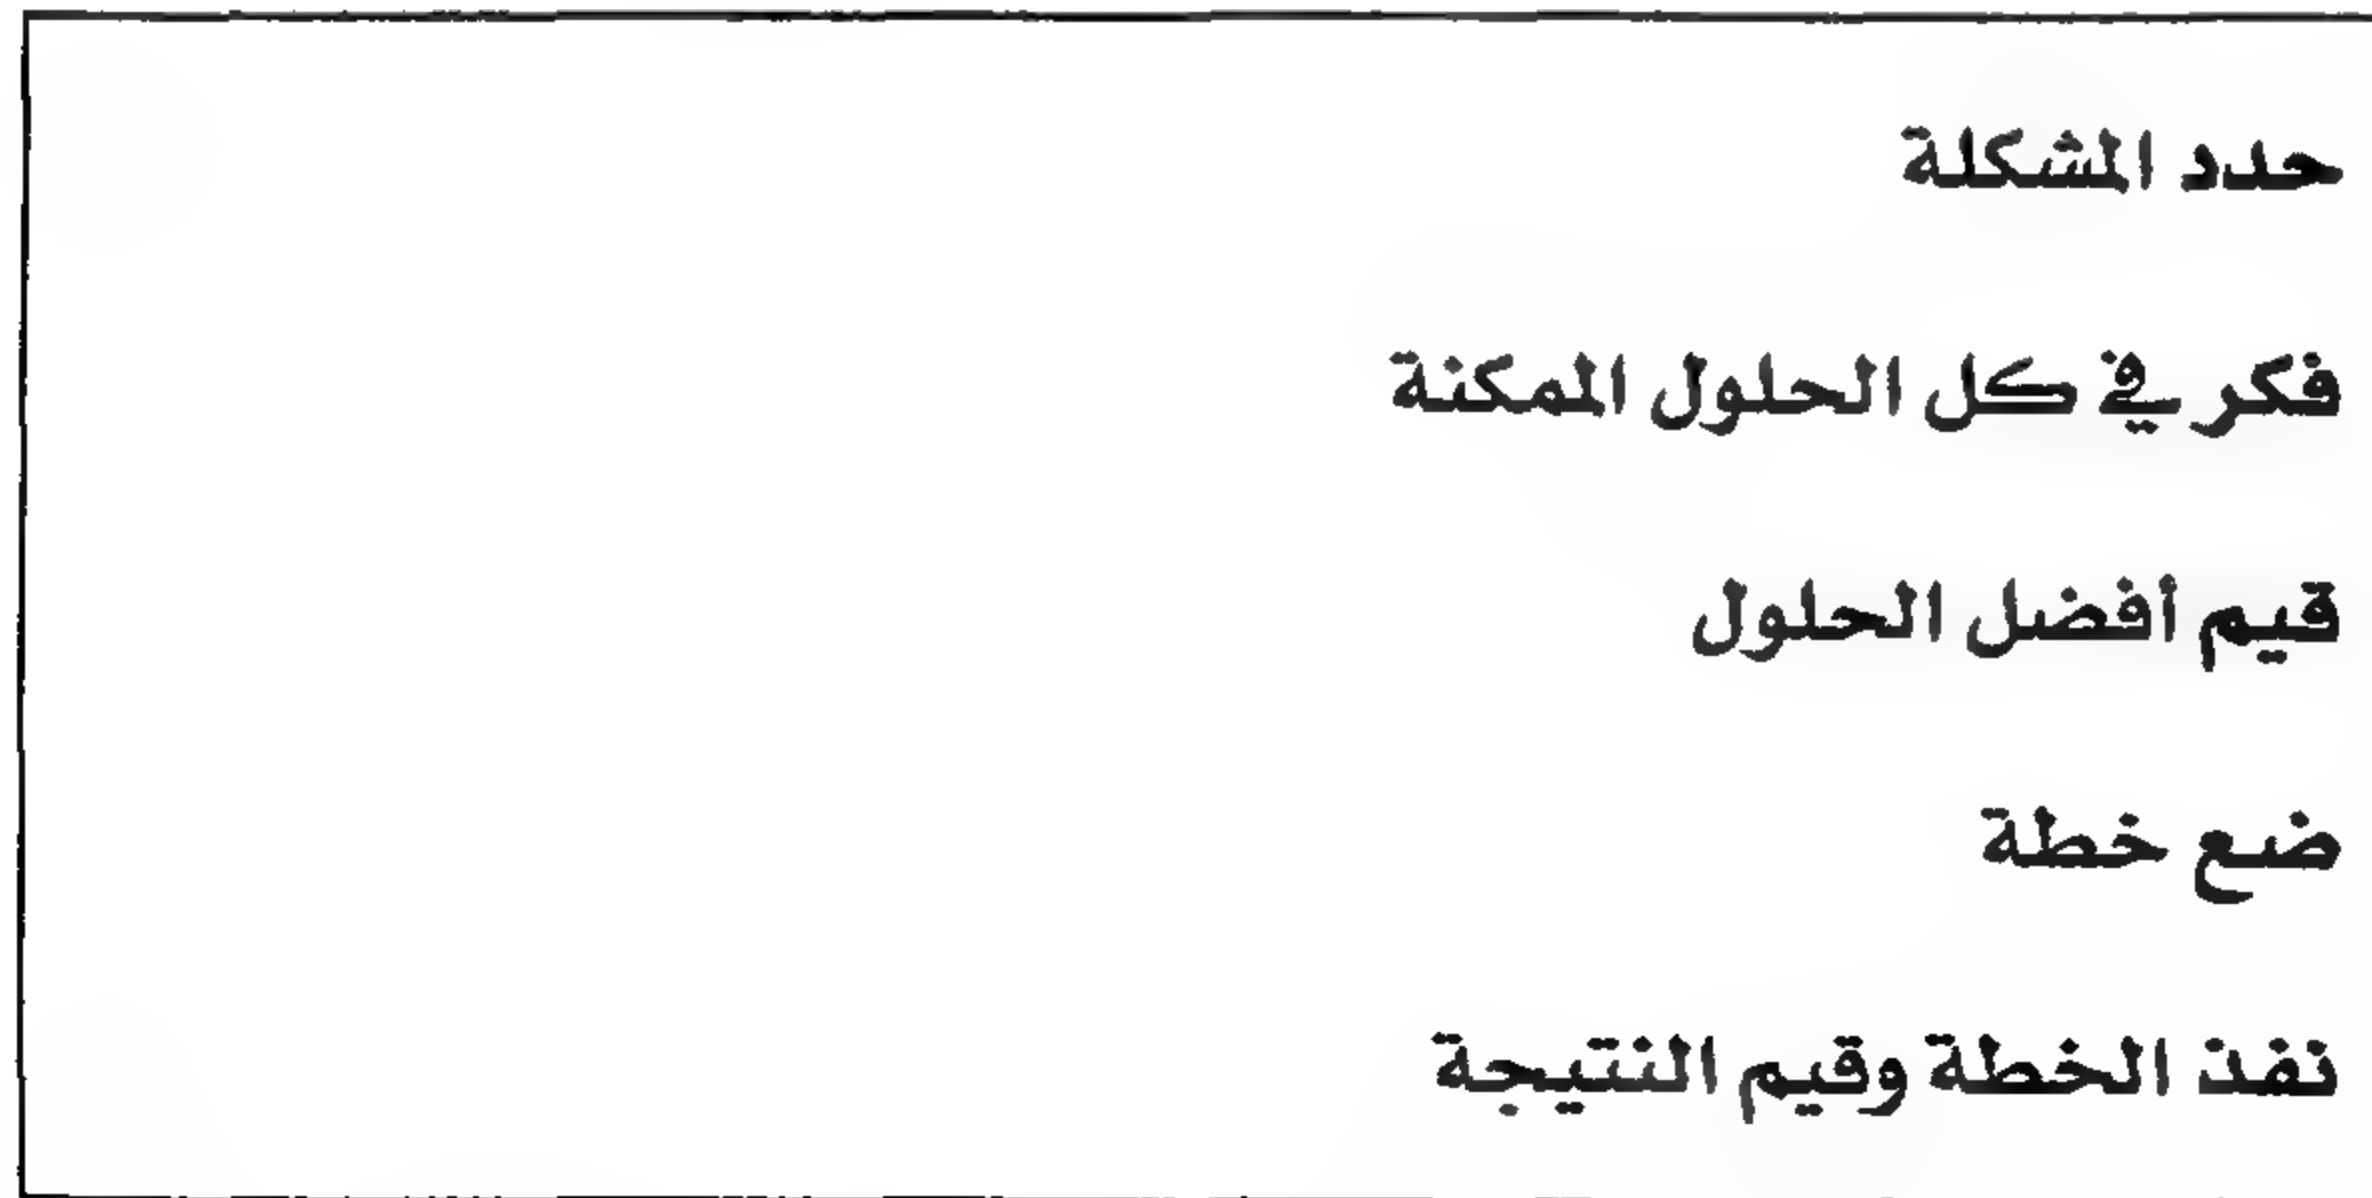 حدد المشكلة
فكر في كل الحلول الممكنة
قيم أفضل الحلول
ضع خطة
نفذ الخطة وقيم النتيجة